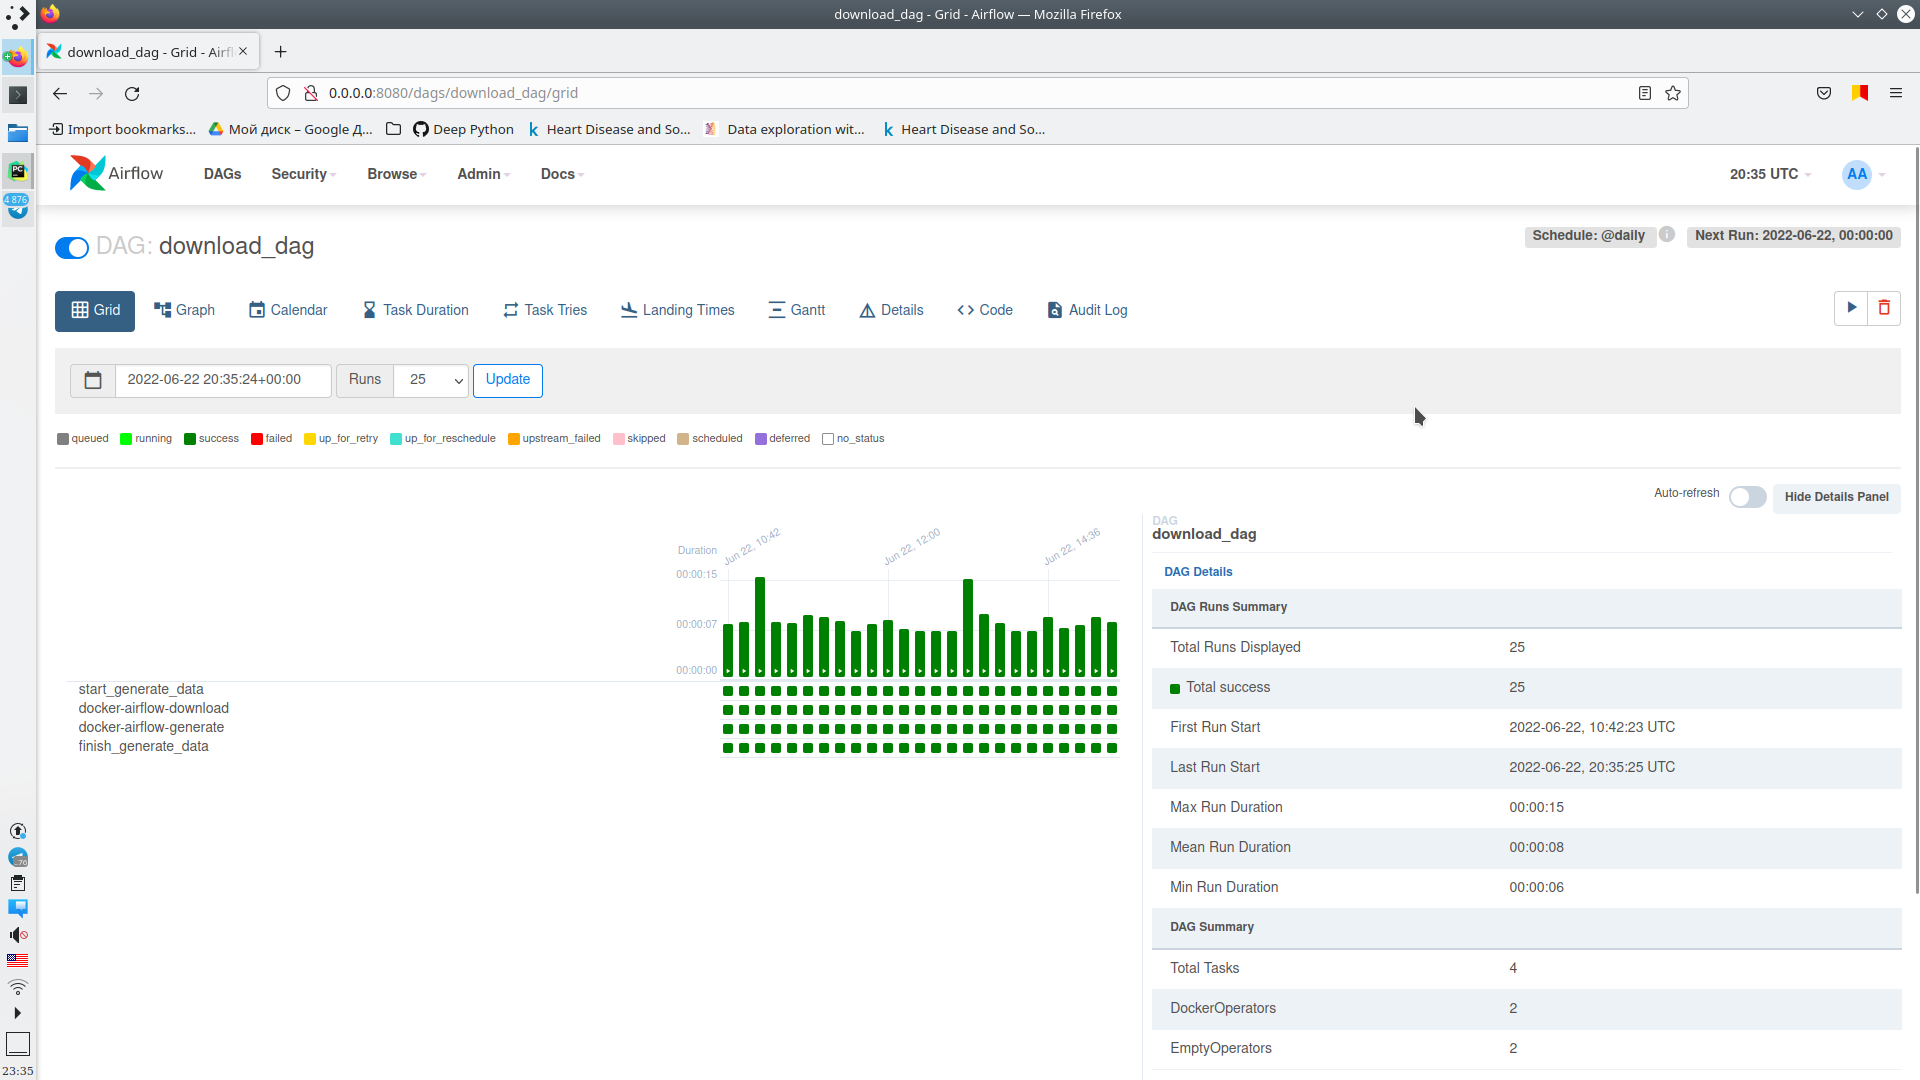 download_dag - Grid - Airflow — Mozilla Firefox
download_dag - Grid - Airfl
0.0.0.0:8080/dags/download_dag/grid
Import bookmarks...
Мой диск – Google Д...
Deep Python
Heart Disease and So...
Data exploration wit...
Heart Disease and So...
Airflow
DAGs
Security
Browse
Admin
Docs
20:35 UTC
AA
4 876
DAG: download_dag
Schedule: @daily
Next Run: 2022-06-22, 00:00:00
Grid
Graph
Calendar
Task Duration
Task Tries
Landing Times
Gantt
Details
Code
Audit Log
2022-06-22 20:35:24+00:00
Runs
25
Update
queued
running
success
failed
up_for_retry
up_for_reschedule
upstream_failed
skipped
scheduled
deferred
no_status
Auto-refresh
Hide Details Panel
Duration
Jun 22, 10:42
Jun 22, 12:00
Jun 22, 14:36
00:00:15
00:00:07
00:00:00
start_generate_data
docker-airflow-download
docker-airflow-generate
finish_generate_data
DAG
download_dag
DAG Details
DAG Runs Summary
Total Runs Displayed 25
Total success 25
First Run Start 2022-06-22, 10:42:23 UTC
Last Run Start 2022-06-22, 20:35:25 UTC
Max Run Duration 00:00:15
Mean Run Duration 00:00:08
Min Run Duration 00:00:06
DAG Summary
Total Tasks 4
DockerOperators 2
EmptyOperators 2
23:35